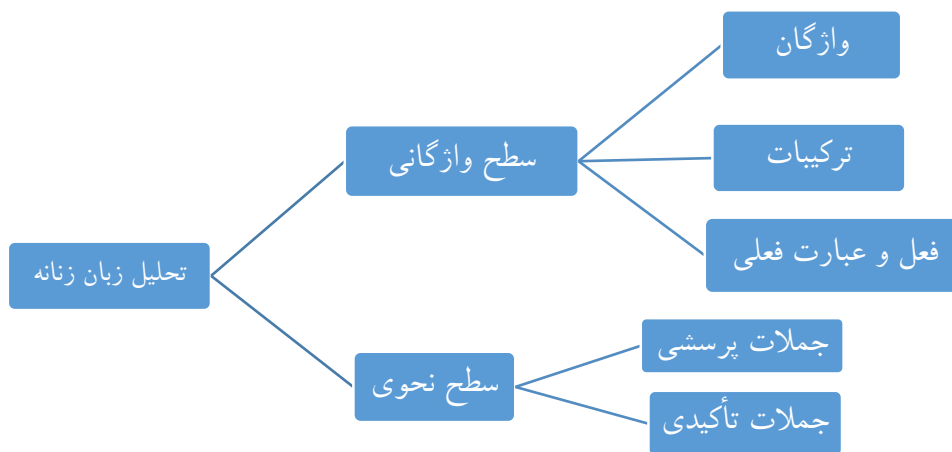 واژگان
سطح واژگانی
ترکیبات
فعل و عبارت فعلی
تحلیل زبان زنانه
جملات پرسشی
سطح نحوی
جملات تأکیدی